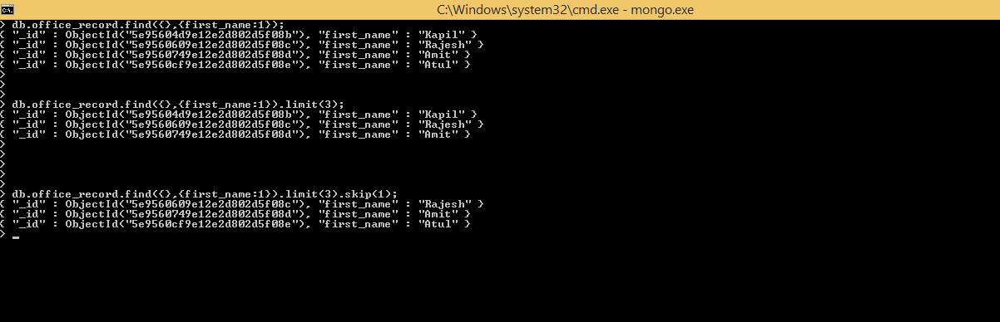 C:\Windows\system32\cmd.exe - mongo.exe
> db.office_record.find({},{first_name:1});
{ "_id" : ObjectId("5e95604d9e12e2d802d5f08b"), "first_name" : "Kapil" }
{ "_id" : ObjectId("5e9560609e12e2d802d5f08c"), "first_name" : "Rajesh" }
{ "_id" : ObjectId("5e9560749e12e2d802d5f08d"), "first_name" : "Amit" }
{ "_id" : ObjectId("5e9560cf9e12e2d802d5f08e"), "first_name" : "Atul" }
>
>
>
> db.office_record.find({},{first_name:1}).limit(3);
{ "_id" : ObjectId("5e95604d9e12e2d802d5f08b"), "first_name" : "Kapil" }
{ "_id" : ObjectId("5e9560609e12e2d802d5f08c"), "first_name" : "Rajesh" }
{ "_id" : ObjectId("5e9560749e12e2d802d5f08d"), "first_name" : "Amit" }
>
>
>
>
>
> db.office_record.find({},{first_name:1}).limit(3).skip(1);
{ "_id" : ObjectId("5e9560609e12e2d802d5f08c"), "first_name" : "Rajesh" }
{ "_id" : ObjectId("5e9560749e12e2d802d5f08d"), "first_name" : "Amit" }
{ "_id" : ObjectId("5e9560cf9e12e2d802d5f08e"), "first_name" : "Atul" }
> _